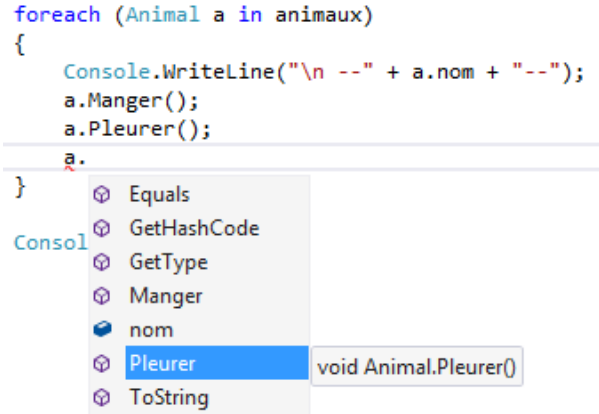 foreach (Animal a in animaux)
{
Console.WriteLine("\n --" + a.nom + "--");
a.Manger();
a.Pleurer();
a.
}
Equals
GetHashCode
Consol
GetType
Manger
nom
Pleurer void Animal.Pleurer()
ToString